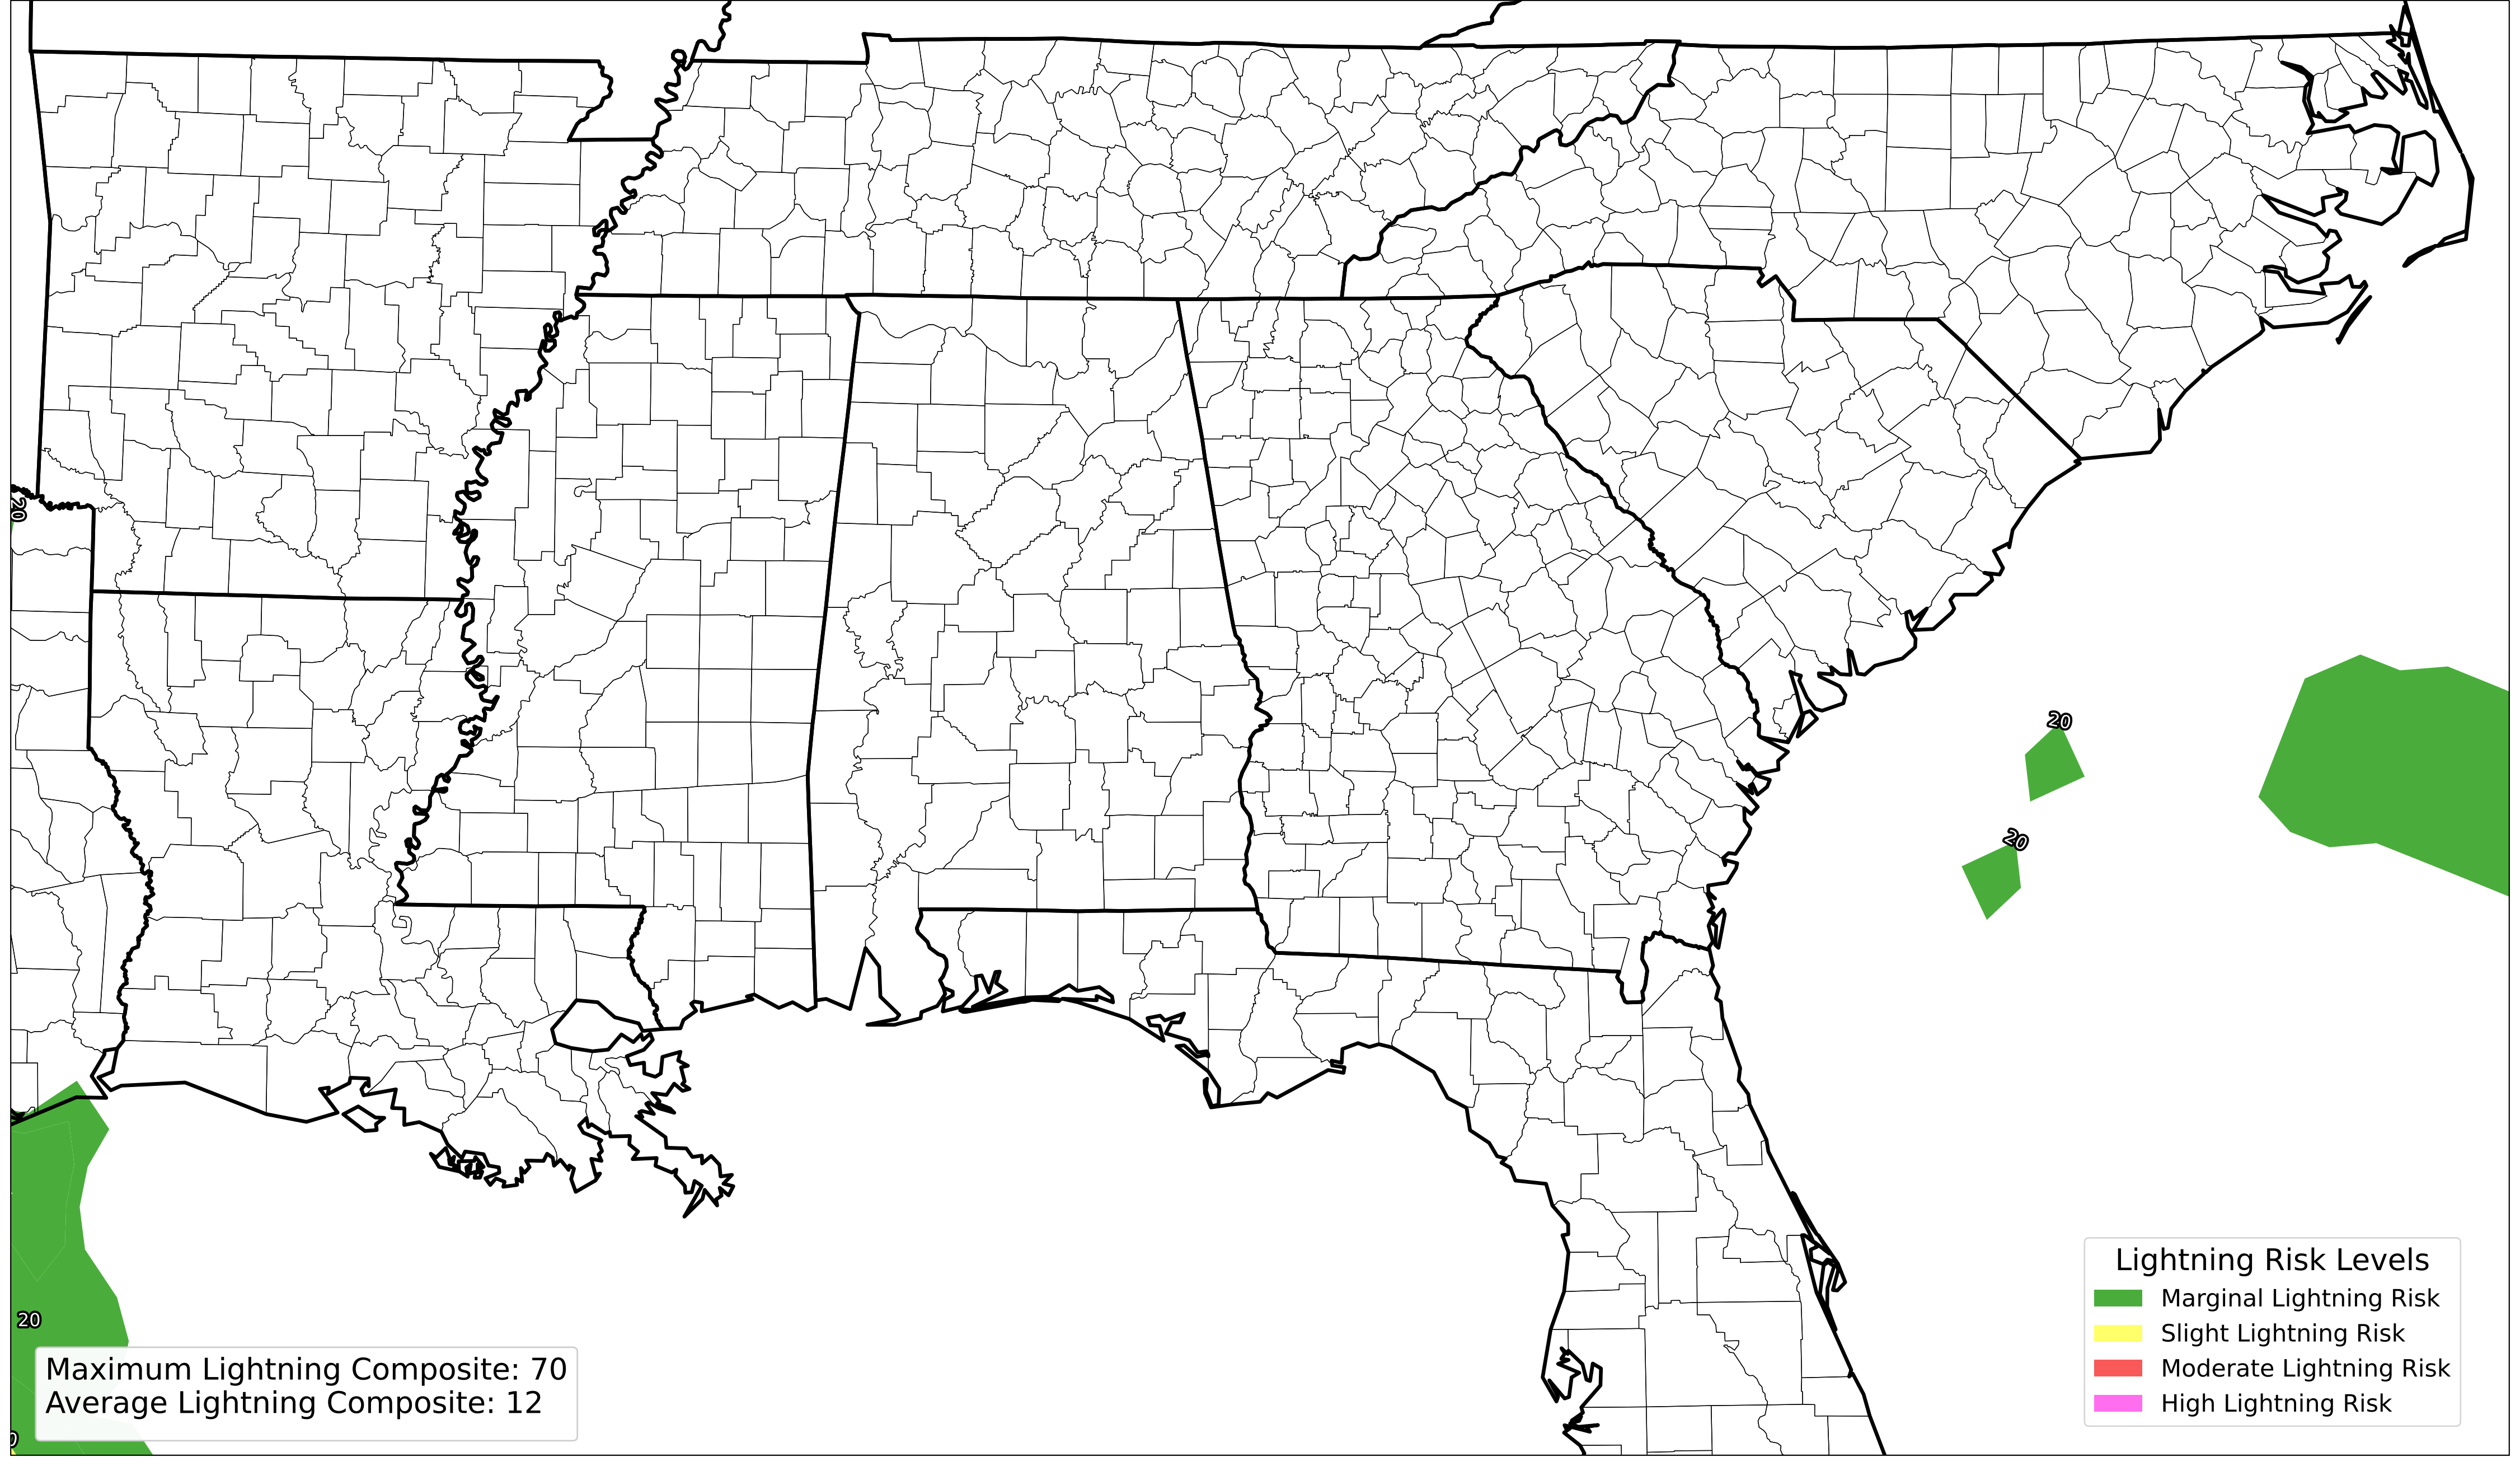 20
20
20
20
Maximum Lightning Composite: 70
Average Lightning Composite: 12
Lightning Risk Levels
Marginal Lightning Risk
Slight Lightning Risk
Moderate Lightning Risk
High Lightning Risk